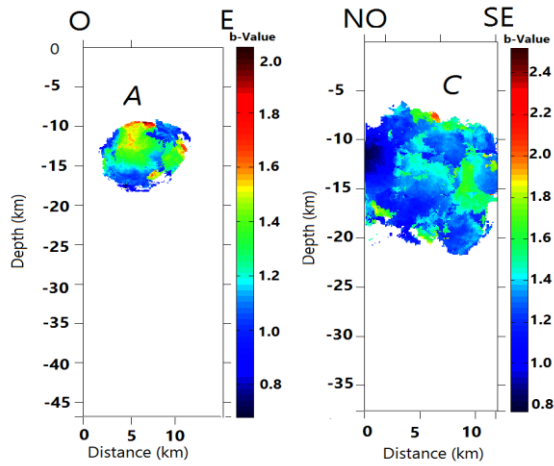 O E
b-Value
A
0
-5
-10
-15
-20
-25
-30
-35
-40
-45
Depth (km)
0 5 10
Distance (km)
2.0
1.8
1.6
1.4
1.2
1.0
0.8
NO SE
b-Value
C
-5
-10
-15
-20
-25
-30
-35
Depth (km)
0 5 10
Distance (km)
2.4
2.2
2.0
1.8
1.6
1.4
1.2
1.0
0.8